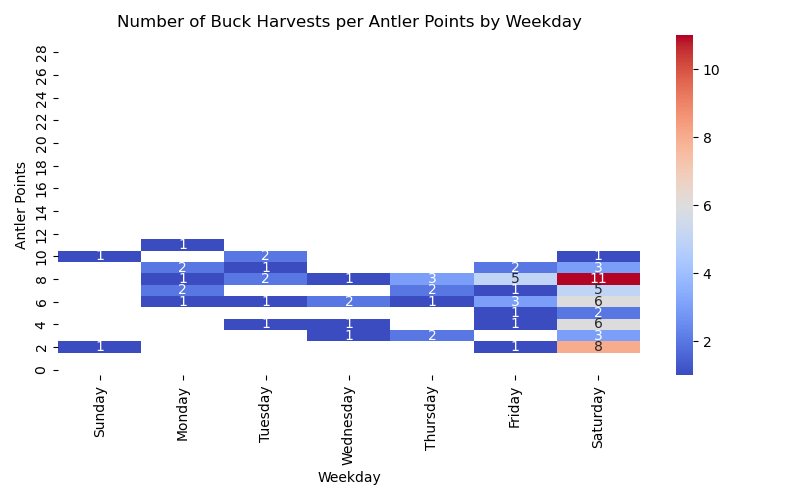 Number of Buck Harvests per Antler Points by Weekday
28
26
24
22
20
18
16
14
12
10
8
6
4
2
0
Antler Points
1
1 2 1
2 1 2 3
1 2 1 3 5 11
2 2 1 5
1 1 2 1 3 6
1 2
1 1 1 6
1 2 3
1 1 8
Sunday
Monday
Tuesday
Wednesday
Thursday
Friday
Saturday
Weekday
10
8
6
4
2